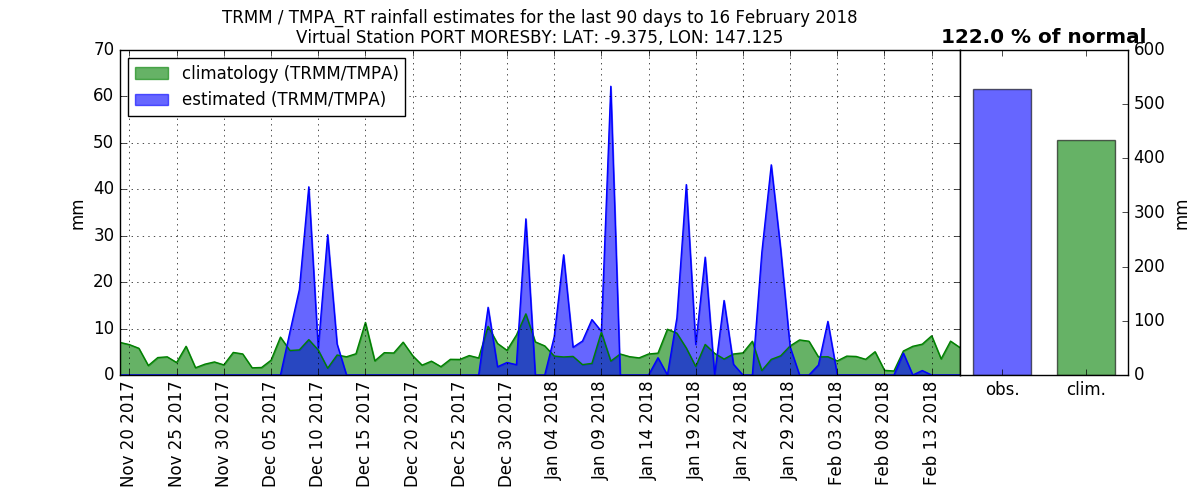 TRMM / TMPA_RT rainfall estimates for the last 90 days to 16 February 2018
Virtual Station PORT MORESBY: LAT: -9.375, LON: 147.125
122.0 % of normal
climatology (TRMM/TMPA)
estimated (TRMM/TMPA)
mm
70
60
50
40
30
20
10
0
Nov 20 2017
Nov 25 2017
Nov 30 2017
Dec 05 2017
Dec 10 2017
Dec 15 2017
Dec 20 2017
Dec 25 2017
Dec 30 2017
Jan 04 2018
Jan 09 2018
Jan 14 2018
Jan 19 2018
Jan 24 2018
Jan 29 2018
Feb 03 2018
Feb 08 2018
Feb 13 2018
obs.
clim.
600
500
400
300
200
100
0
mm